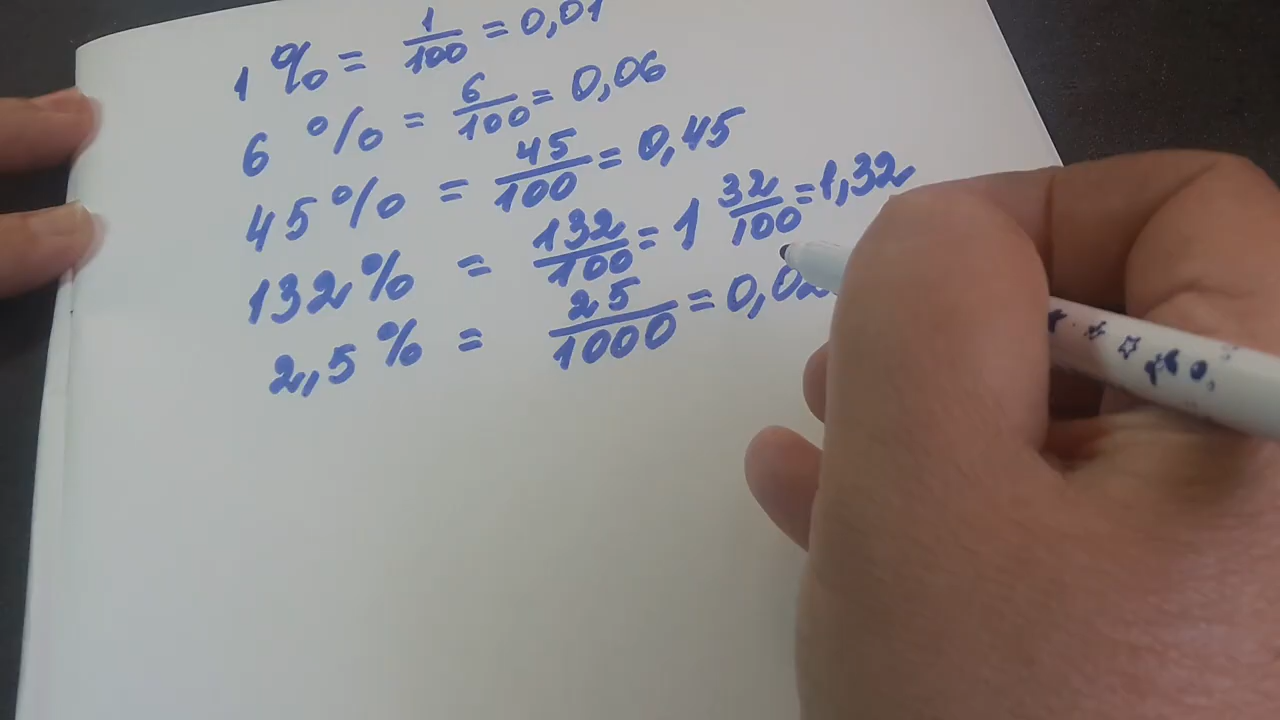 1 % = 1/100 = 0,01
6 % = 6/100 = 0,06
45% = 45/100 = 0,45
132% = 132/100 = 1 32/100 = 1,32
2,5% = 25/1000 = 0,02